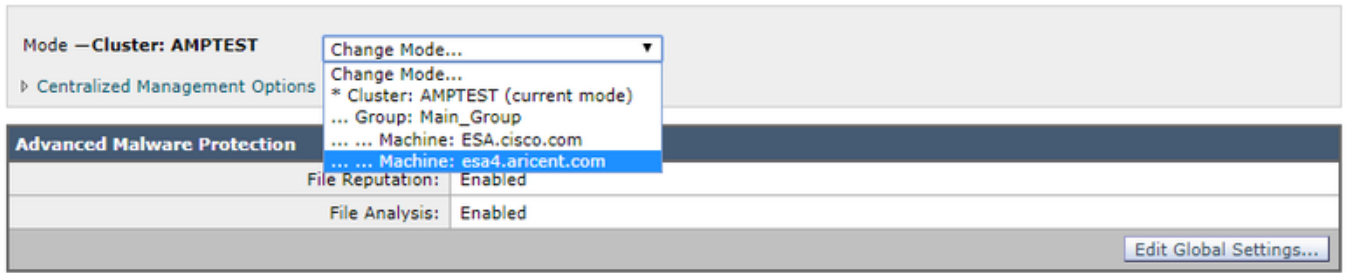 Mode —Cluster: AMPTEST
Change Mode...
Change Mode...
* Cluster: AMPTEST (current mode)
... Group: Main_Group
... ... Machine: ESA.cisco.com
... ... Machine: esa4.aricent.com
Centralized Management Options
Advanced Malware Protection
File Reputation: Enabled
File Analysis: Enabled
Edit Global Settings...